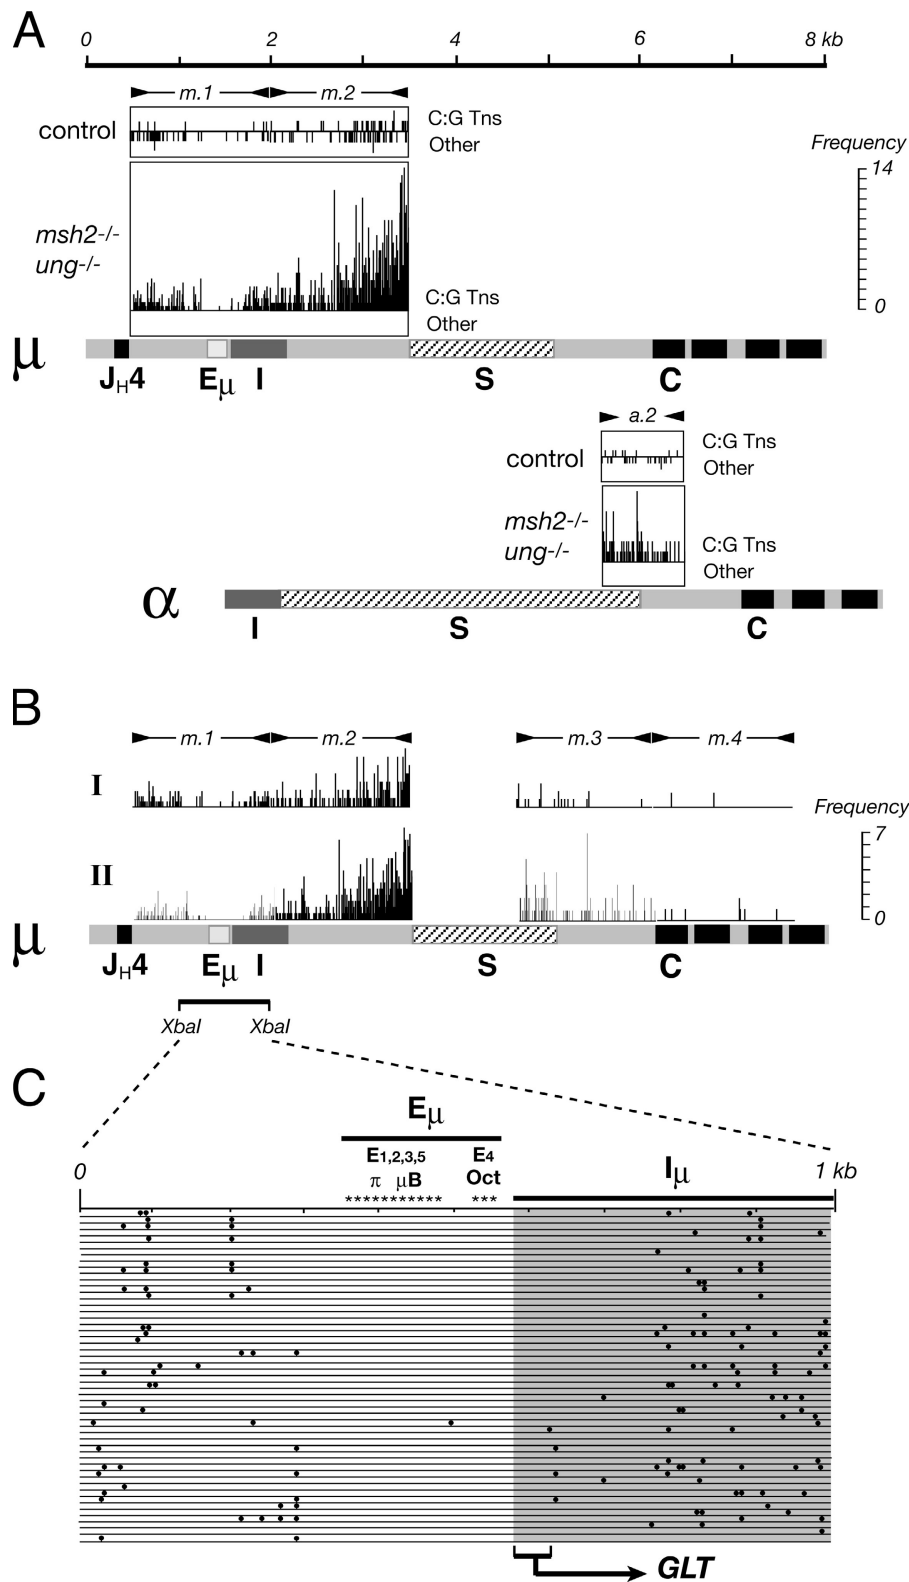 A
0 2 4 6 8 kb
m.1 m.2
control
C:G Tns
Other
Frequency
14
0
msh2-/-
ung-/-
C:G Tns
Other
μ
JH4 Eμ I S C
a.2
control
C:G Tns
Other
msh2-/-
ung-/-
C:G Tns
Other
α
I S C
B
m.1 m.2 m.3 m.4
I
Frequency
7
0
II
μ
JH4 Eμ I S C
XbaI XbaI
C
Eμ
E1,2,3,5 E4
π μB Oct
*********** ***
0 Iμ 1 kb
GLT